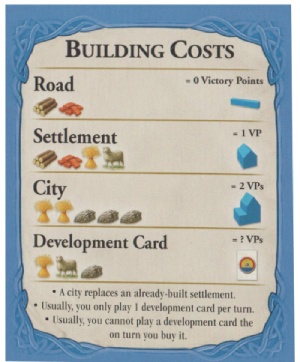 BUILDING COSTS
Road
= 0 Victory Points
Settlement
= 1 VP
City
= 2 VPs
Development Card
= ? VPs
• A city replaces an already-built settlement.
• Usually, you only play 1 development card per turn.
• Usually, you cannot play a development card the
on turn you buy it.